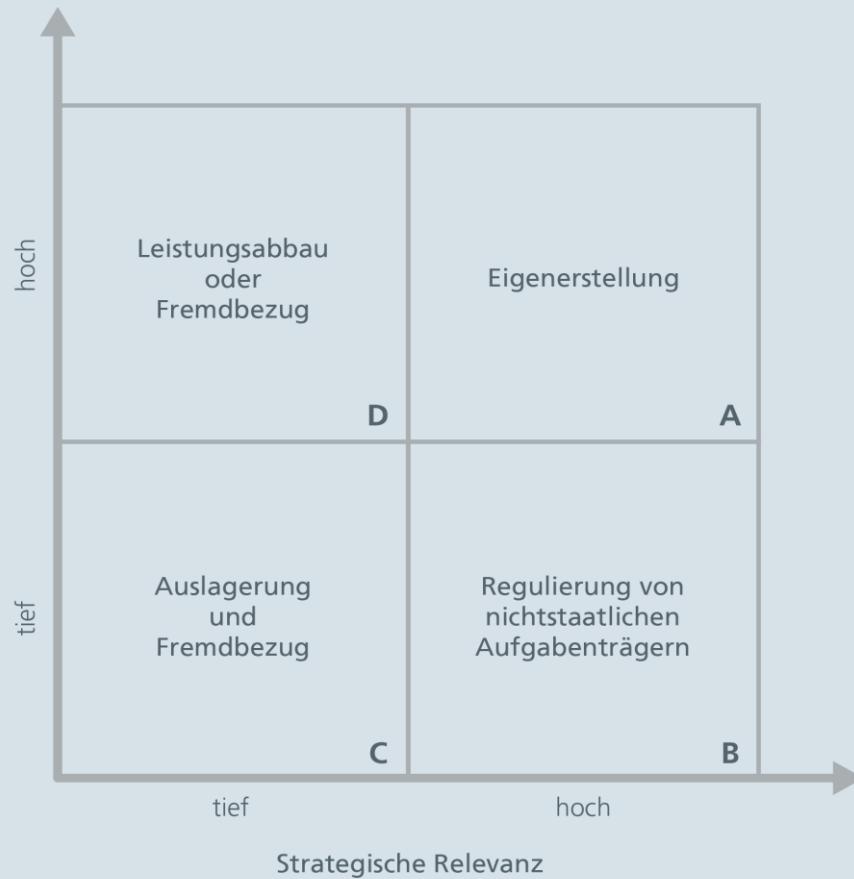 hoch
Leistungsabbau
oder
Fremdbezug
D
Eigenerstellung
A
tief
Auslagerung
und
Fremdbezug
C
Regulierung von
nichtstaatlichen
Aufgabenträgern
B
tief
hoch
Strategische Relevanz